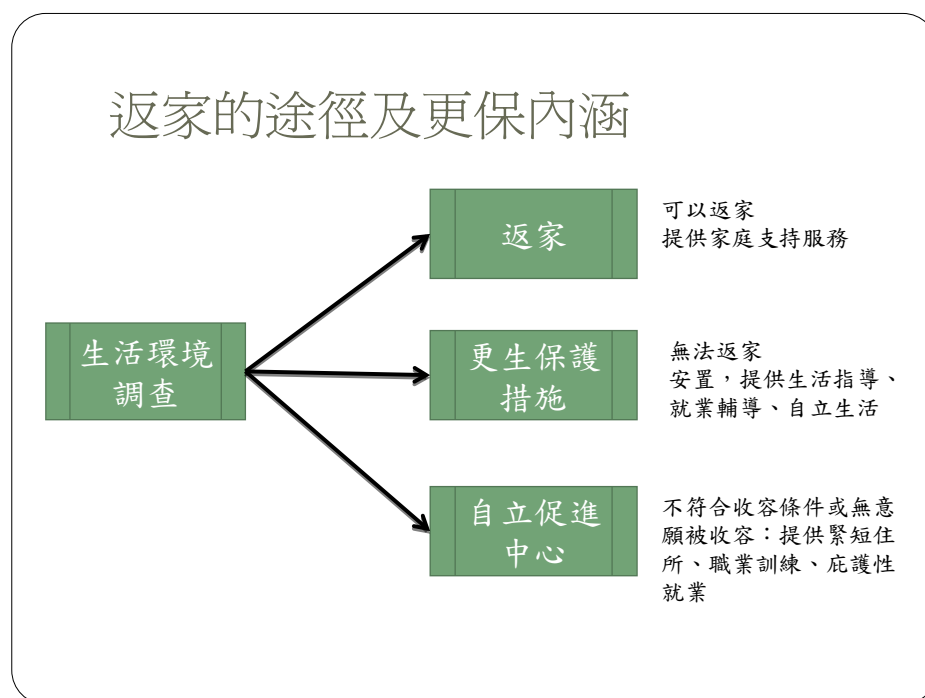 返家的途徑及更保內涵
返家
可以返家
提供家庭支持服務
生活環境
調查
更生保護
措施
無法返家
安置，提供生活指導、
就業輔導、自立生活
自立促進
中心
不符合收容條件或無意
願被收容：提供緊短住
所、職業訓練、庇護性
就業